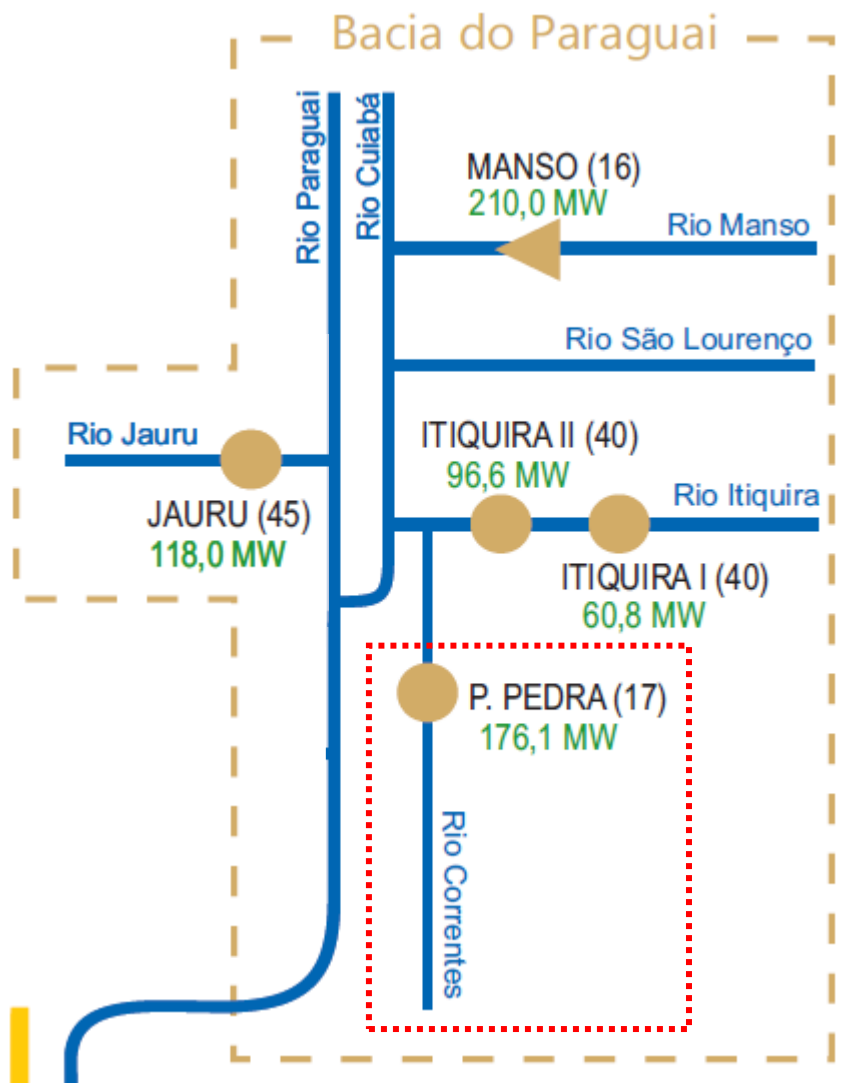 Bacia do Paraguai
Rio Paraguai
Rio Cuiabá
MANSO (16)
210,0 MW
Rio Manso
Rio São Lourenço
Rio Jauru
JAURU (45)
118,0 MW
ITIQUIRA II (40)
96,6 MW
Rio Itiquira
ITIQUIRA I (40)
60,8 MW
P. PEDRA (17)
176,1 MW
Rio Correntes